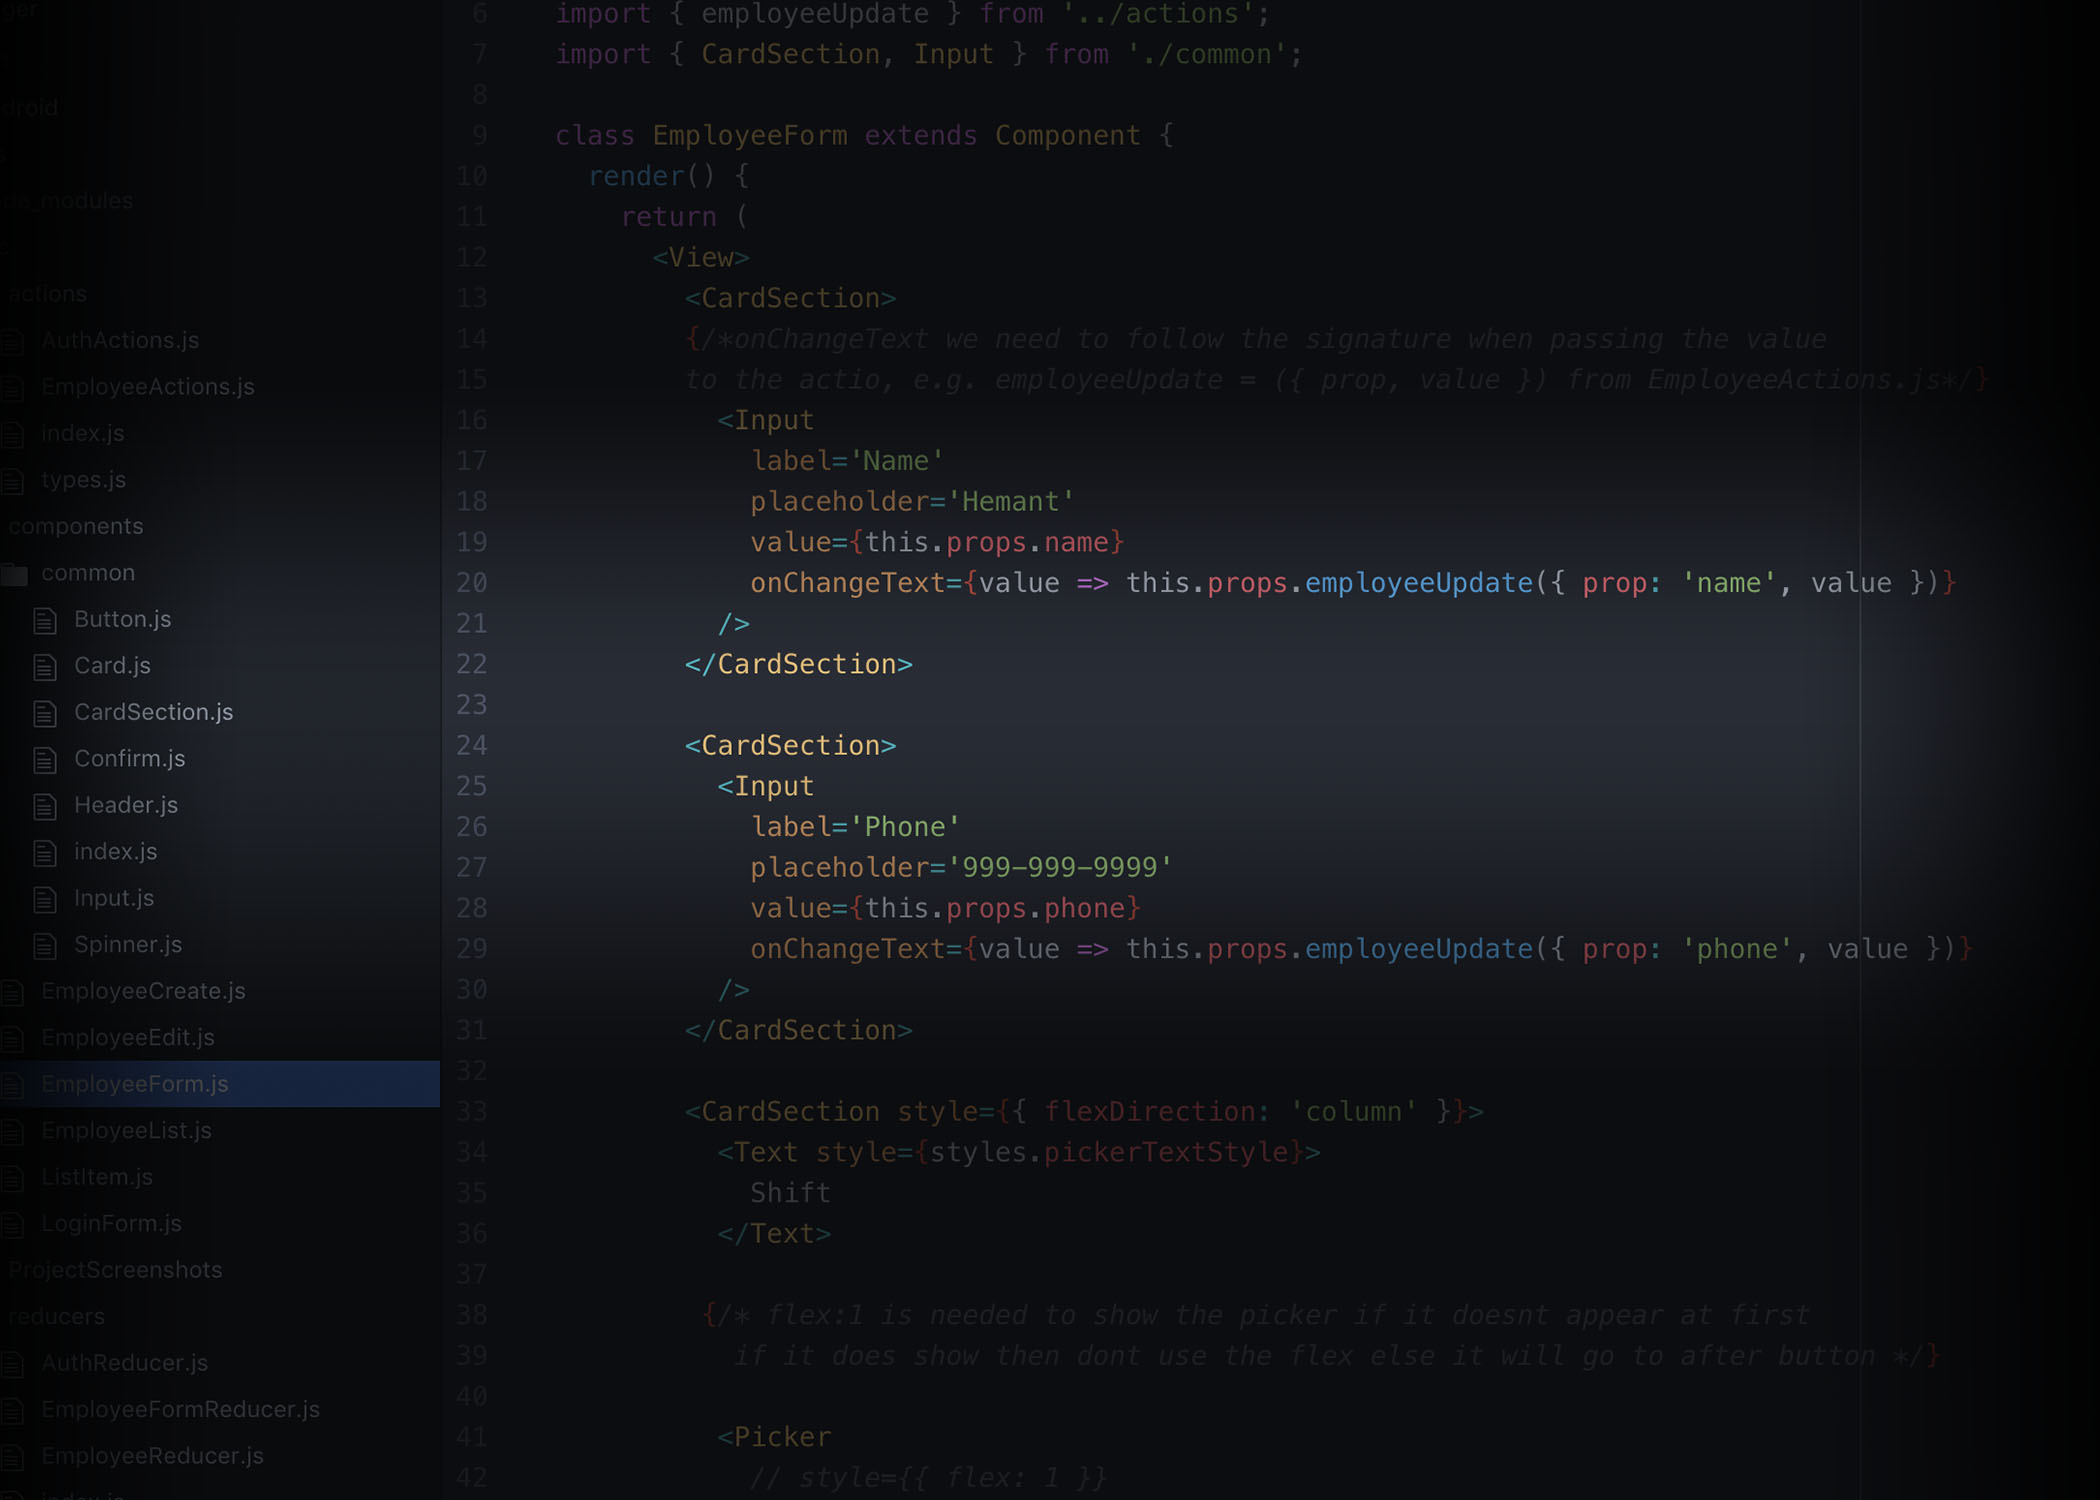 droid
de_modules
actions
AuthActions.js
EmployeeActions.js
index.js
types.js
components
common
Button.js
Card.js
CardSection.js
Confirm.js
Header.js
index.js
Input.js
Spinner.js
EmployeeCreate.js
EmployeeEdit.js
EmployeeForm.js
EmployeeList.js
ListItem.js
LoginForm.js
ProjectScreenshots
reducers
AuthReducer.js
EmployeeFormReducer.js
EmployeeReducer.js
index.js
6 import { employeeUpdate } from '../actions';
7 import { CardSection, Input } from './common';
8
9 class EmployeeForm extends Component {
10 render() {
11 return (
12 <View>
13 <CardSection>
14 {/*onChangeText we need to follow the signature when passing the value
15 to the actio, e.g. employeeUpdate = ({ prop, value }) from EmployeeActions.js*/}
16 <Input
17 label='Name'
18 placeholder='Hemant'
19 value={this.props.name}
20 onChangeText={value => this.props.employeeUpdate({ prop: 'name', value })}
21 />
22 </CardSection>
23
24 <CardSection>
25 <Input
26 label='Phone'
27 placeholder='999-999-9999'
28 value={this.props.phone}
29 onChangeText={value => this.props.employeeUpdate({ prop: 'phone', value })}
30 />
31 </CardSection>
32
33 <CardSection style={{ flexDirection: 'column' }}>
34 <Text style={styles.pickerTextStyle}>
35 Shift
36 </Text>
37
38 {/* flex:1 is needed to show the picker if it doesnt appear at first
39 if it does show then dont use the flex else it will go to after button */}
40
41 <Picker
42 // style={{ flex: 1 }}